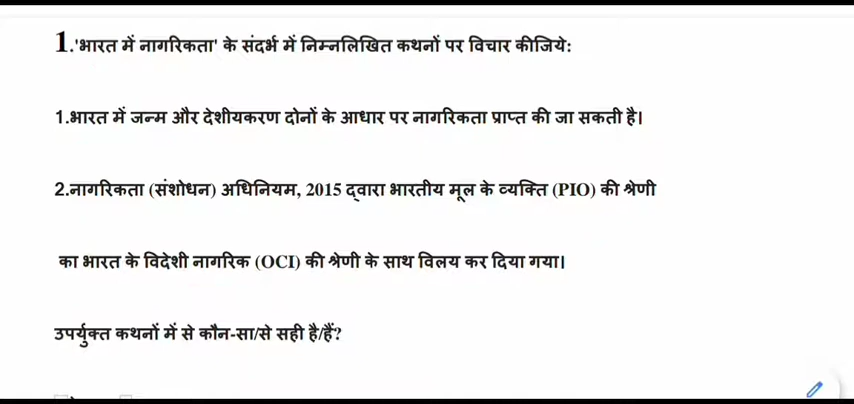 1.'भारत में नागरिकता' के संदर्भ में निम्नलिखित कथनों पर विचार कीजिये:
1.भारत में जन्म और देशीयकरण दोनों के आधार पर नागरिकता प्राप्त की जा सकती है।
2.नागरिकता (संशोधन) अधिनियम, 2015 द्वारा भारतीय मूल के व्यक्ति (PIO) की श्रेणी
का भारत के विदेशी नागरिक (OCI) की श्रेणी के साथ विलय कर दिया गया।
उपर्युक्त कथनों में से कौन-सा/से सही है/हैं?